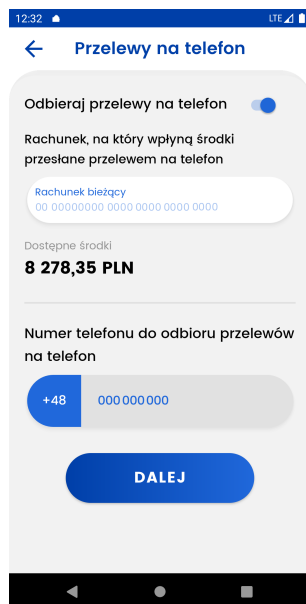 12:32 LTE
Przelewy na telefon
Odbieraj przelewy na telefon
Rachunek, na który wpłyną środki
przesłane przelewem na telefon
Rachunek bieżący
00 00000000 0000 0000 0000 0000
Dostępne środki
8 278,35 PLN
Numer telefonu do odbioru przelewów
na telefon
+48 000 000 000
DALEJ